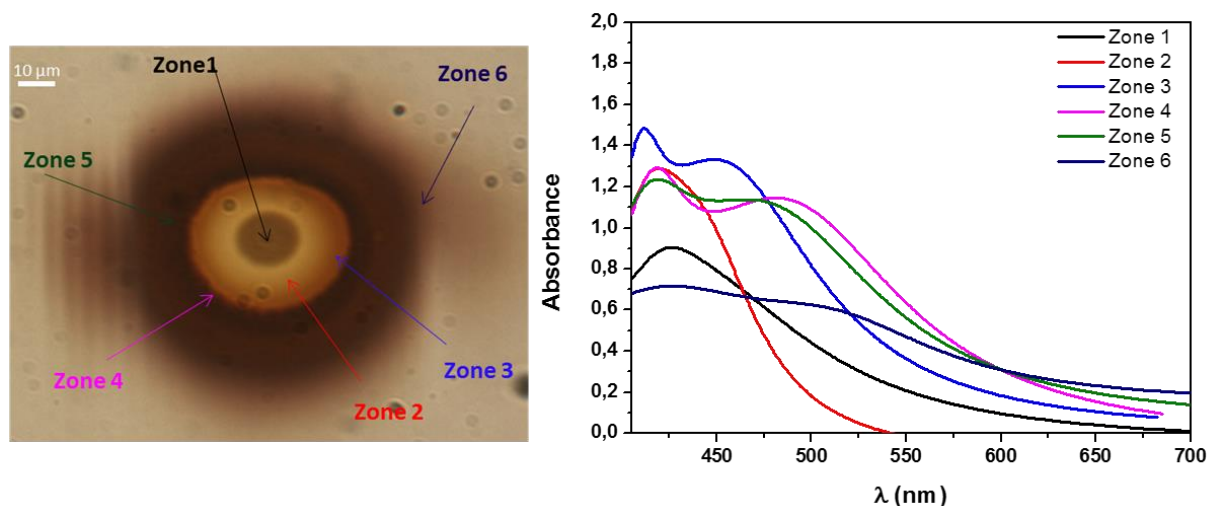 10 µm
Zone1
Zone 6
Zone 5
Zone 4
Zone 3
Zone 2
Absorbance
2,0
1,8
1,6
1,4
1,2
1,0
0,8
0,6
0,4
0,2
0,0
450
500
550
600
650
700
λ (nm)
Zone 1
Zone 2
Zone 3
Zone 4
Zone 5
Zone 6